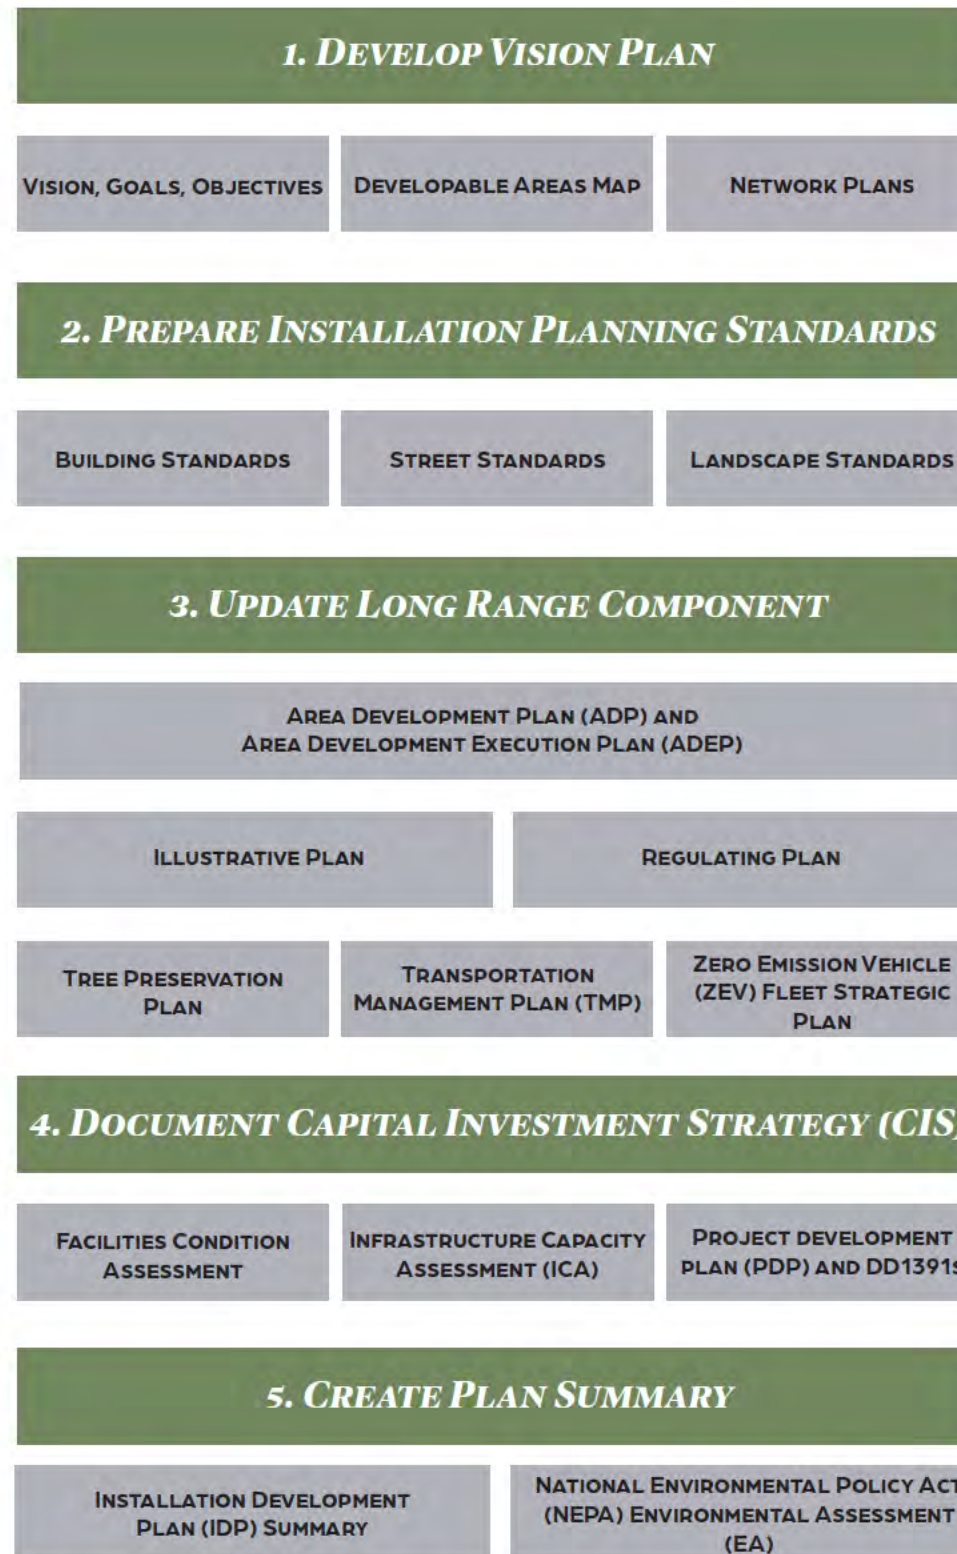 1. Develop Vision Plan
Vision, Goals, Objectives
Developable Areas Map
Network Plans
2. Prepare Installation Planning Standards
Building Standards
Street Standards
Landscape Standards
3. Update Long Range Component
Area Development Plan (ADP) and
Area Development Execution Plan (ADEP)
Illustrative Plan
Regulating Plan
Tree Preservation
Plan
Transportation
Management Plan (TMP)
Zero Emission Vehicle
(ZEV) Fleet Strategic
Plan
4. Document Capital Investment Strategy (CIS)
Facilities Condition
Assessment
Infrastructure Capacity
Assessment (ICA)
Project development
plan (PDP) and DD1391s
5. Create Plan Summary
Installation Development
Plan (IDP) Summary
National Environmental Policy Act
(NEPA) Environmental Assessment
(EA)